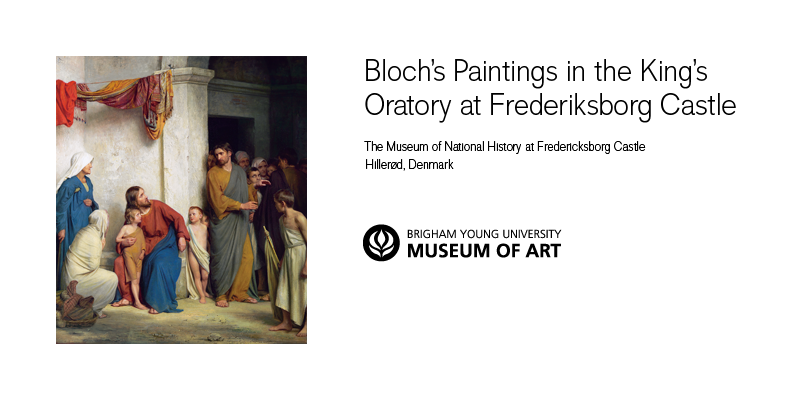 Bloch's Paintings in the King's
Oratory at Frederiksborg Castle
The Museum of National History at Fredericksborg Castle
Hillerød, Denmark
BRIGHAM YOUNG UNIVERSITY
MUSEUM OF ART